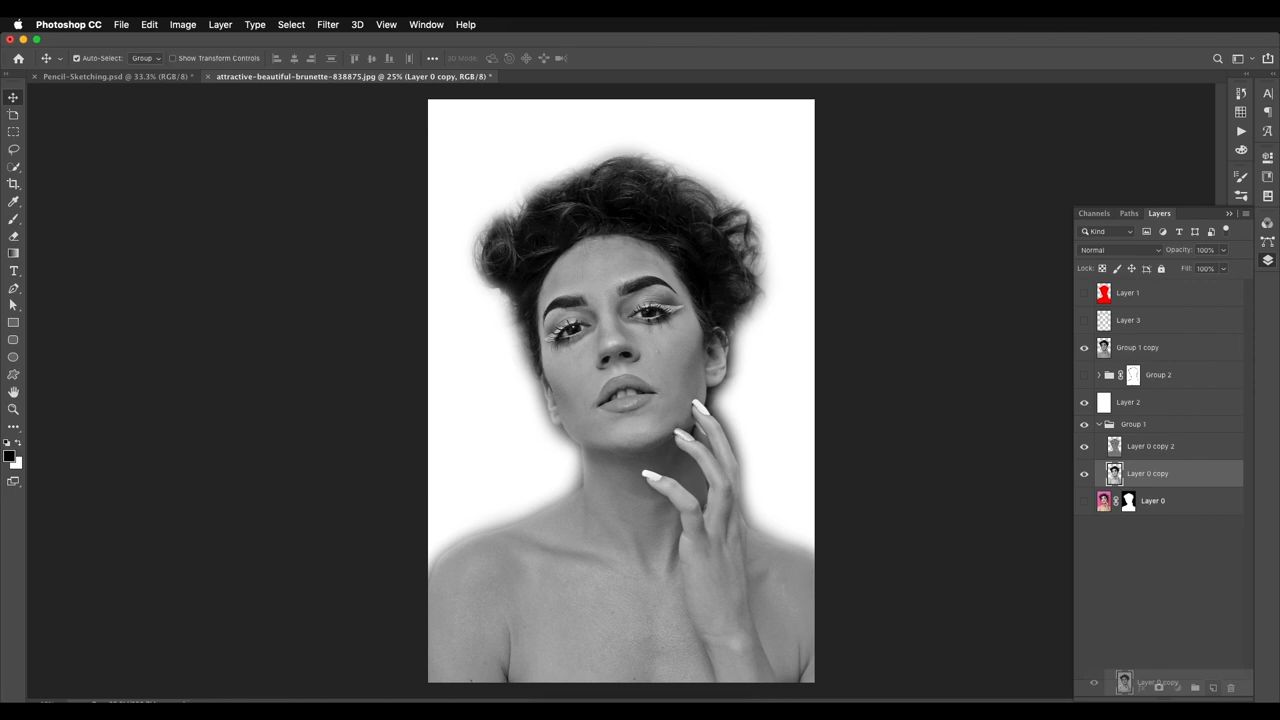 Photoshop CC File Edit Image Layer Type Select Filter 3D View Window Help
Auto-Select: Group Show Transform Controls 3D Mode:
Pencil-Sketching.psd @ 33.3% (RGB/8) * attractive-beautiful-brunette-838875.jpg @ 25% (Layer 0 copy, RGB/8) *
Channels Paths Layers
Kind
Normal Opacity: 100%
Lock: Fill: 100%
Layer 1
Layer 3
Group 1 copy
Group 2
Layer 2
Group 1
Layer 0 copy 2
Layer 0 copy
Layer 0
Layer 0 copy